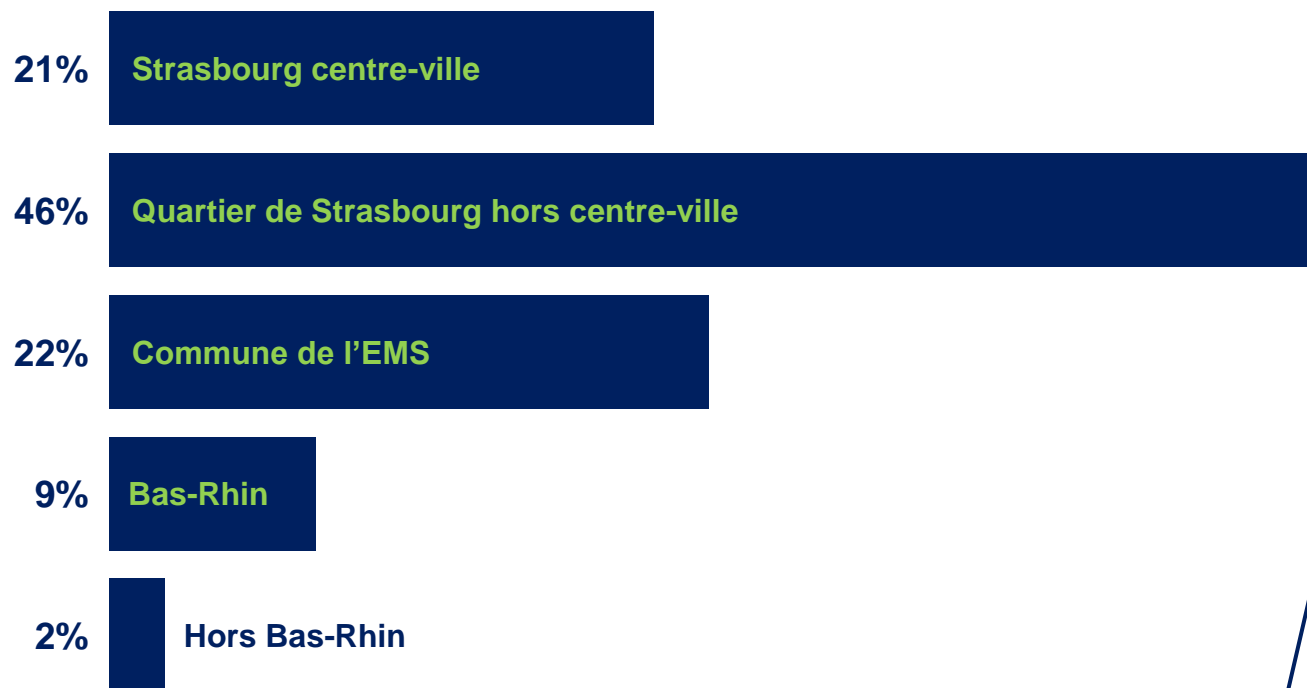 21% Strasbourg centre-ville
46% Quartier de Strasbourg hors centre-ville
22% Commune de l’EMS
9% Bas-Rhin
2% Hors Bas-Rhin